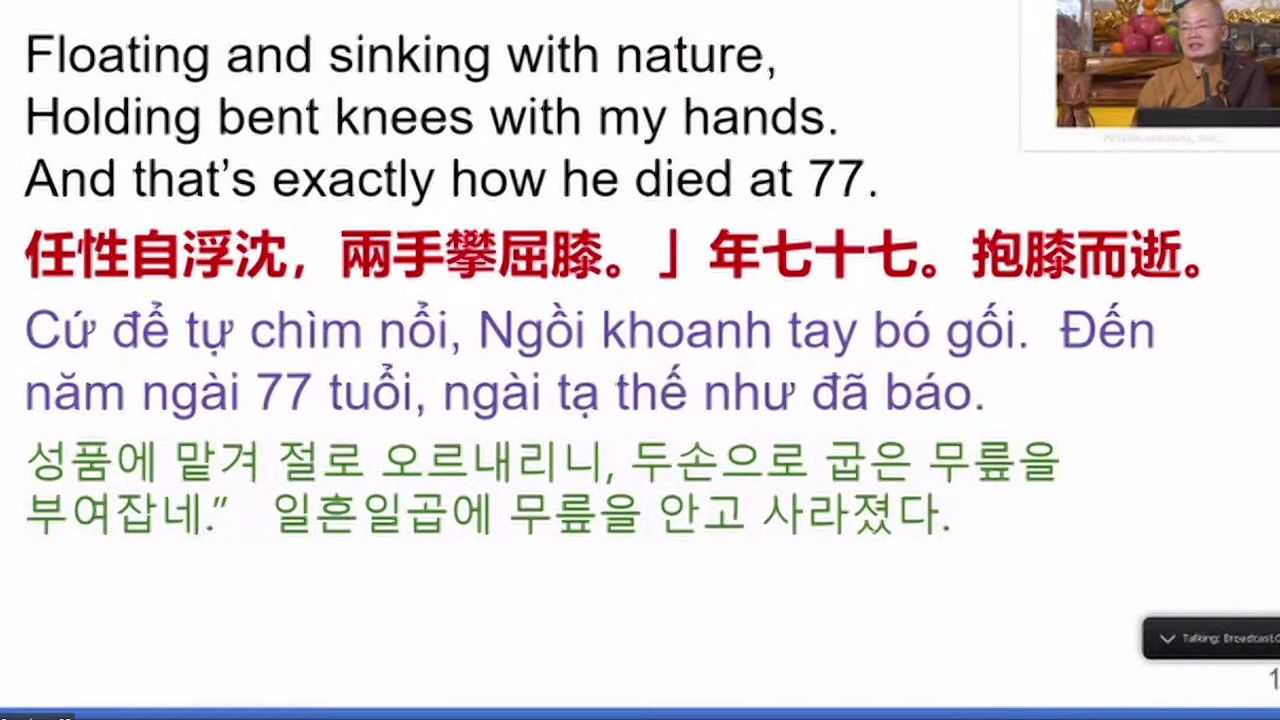 Floating and sinking with nature,
Holding bent knees with my hands.
And that’s exactly how he died at 77.
任性自浮沈，兩手攀屈膝。」年七十七。抱膝而逝。
Cứ để tự chìm nổi, Ngồi khoanh tay bó gối. Đến
năm ngài 77 tuổi, ngài tạ thế như đã báo.
성품에 맡겨 절로 오르내리니, 두손으로 굽은 무릎을
부여잡네.” 일흔일곱에 무릎을 안고 사라졌다.
Talking:
1